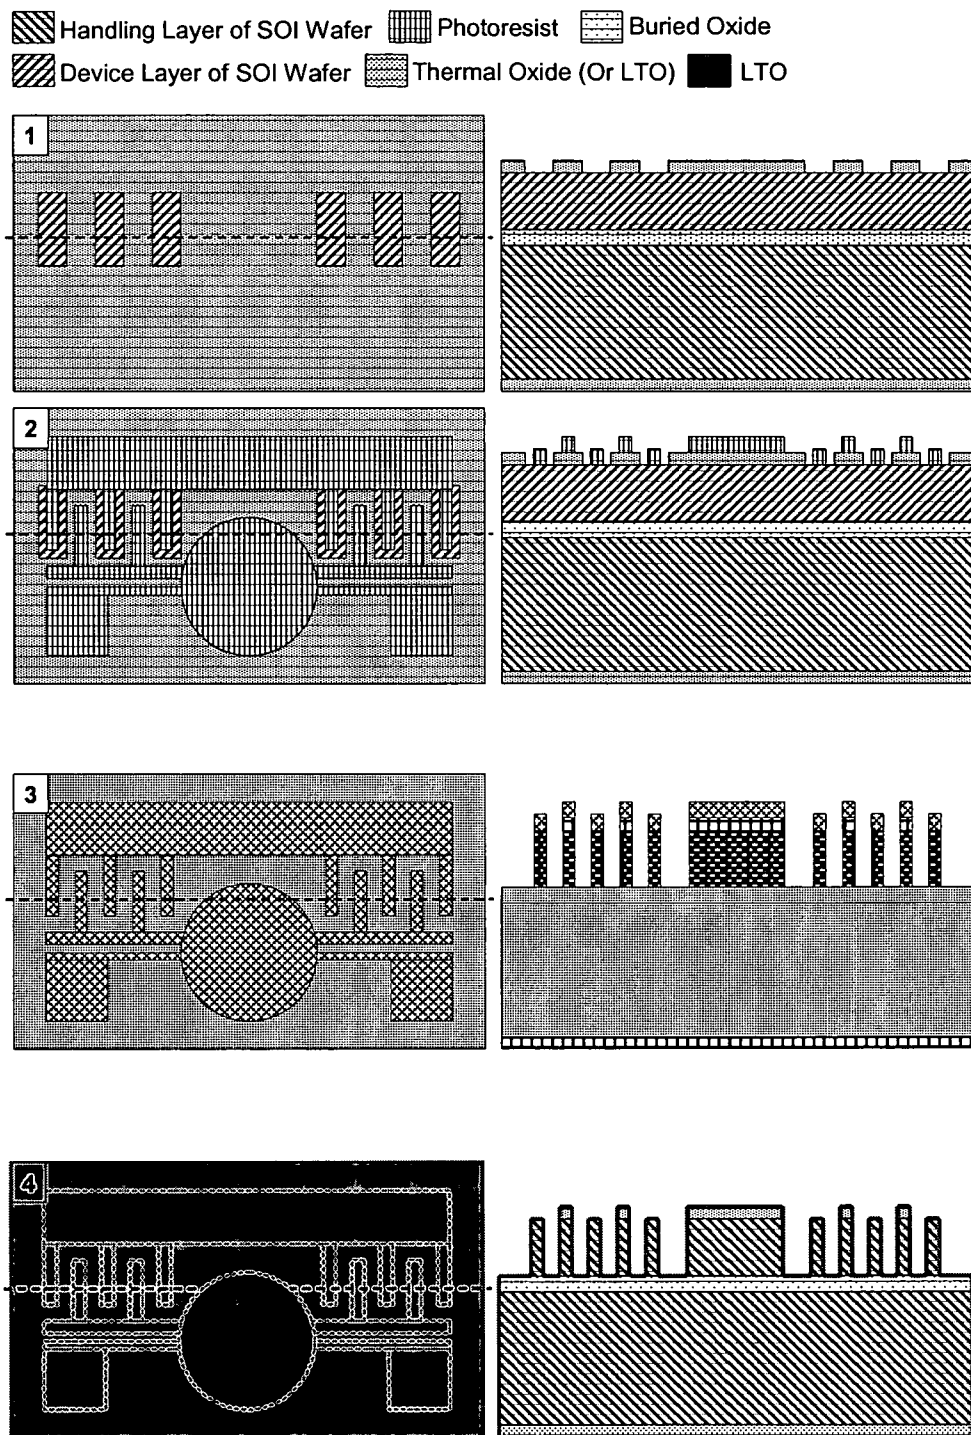 Handling Layer of SOI Wafer Photoresist Buried Oxide
Device Layer of SOI Wafer Thermal Oxide (Or LTO) LTO
1
2
3
4